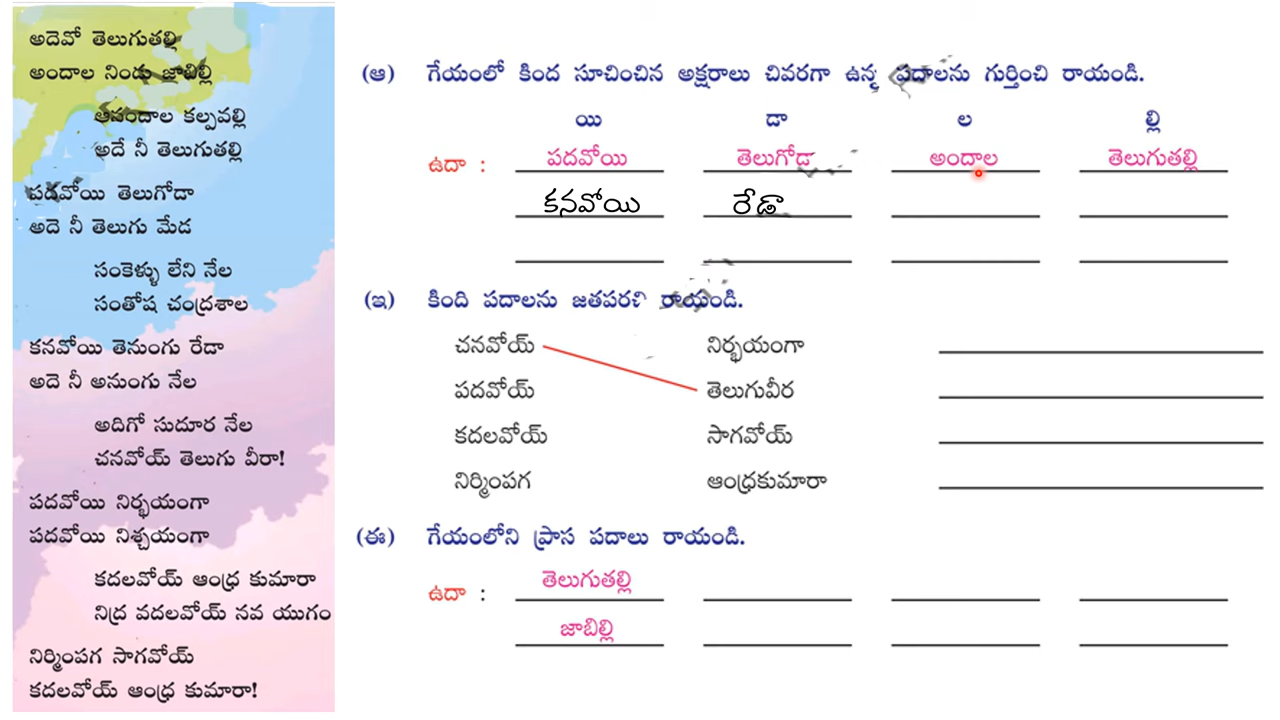 అదెవో తెలుగుతల్లి
అందాల నిండు జాబిల్లి
ఆనందాల కల్పవల్లి
అదే నీ తెలుగుతల్లి
పదవోయి తెలుగోడా
అదె నీ తెలుగు మేడ
సంకెళ్ళు లేని నేల
సంతోష చంద్రశాల
కనవోయి తెనుంగు రేడా
అదె నీ అనుంగు నేల
అదిగో సుదూర నేల
చనవోయ్ తెలుగు వీరా!
పదవోయి నిర్భయంగా
పదవోయి నిశ్చయంగా
కదలవోయ్ ఆంధ్ర కుమారా
నిద్ర వదలవోయ్ నవ యుగం
నిర్మింపగ సాగవోయ్
కదలవోయ్ ఆంధ్ర కుమారా!
(ఆ) గేయంలో కింద సూచించిన అక్షరాలు చివరగా ఉన్న పదాలను గుర్తించి రాయండి.
యి డా ల ల్లి
ఉదా : పదవోయి తెలుగోడ అందాల తెలుగుతల్లి
కనవోయి రేడా
(ఇ) కింది పదాలను జతపరచి రాయండి.
చనవోయ్ నిర్భయంగా
పదవోయ్ తెలుగువీర
కదలవోయ్ సాగవోయ్
నిర్మింపగ ఆంధ్రకుమారా
(ఈ) గేయంలోని ప్రాస పదాలు రాయండి.
ఉదా : తెలుగుతల్లి
జాబిల్లి